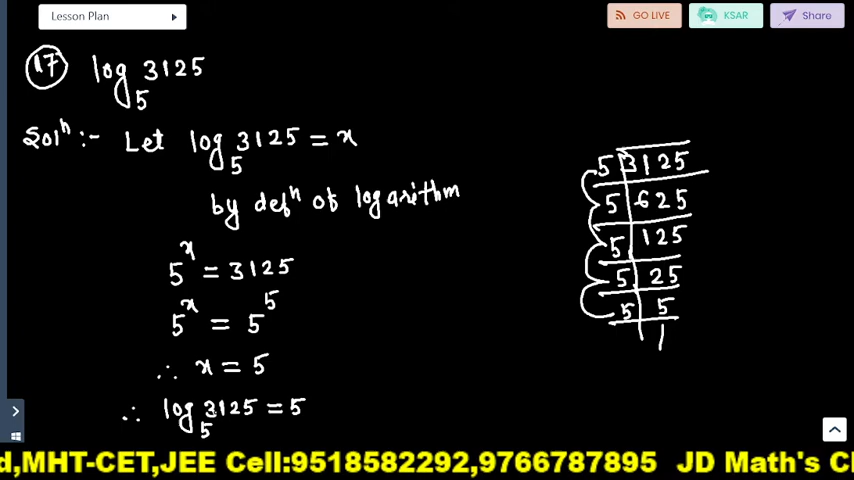 Lesson Plan
GO LIVE
KSAR
Share
17 log₅ 3125
Solⁿ :- Let log₅ 3125 = x
by defⁿ of logarithm
5ˣ = 3125
5ˣ = 5⁵
∴ x = 5
∴ log₅ 3125 = 5
5 3125
5 625
5 125
5 25
5 5
1
d,MHT-CET,JEE Cell:9518582292,9766787895 JD Math's C